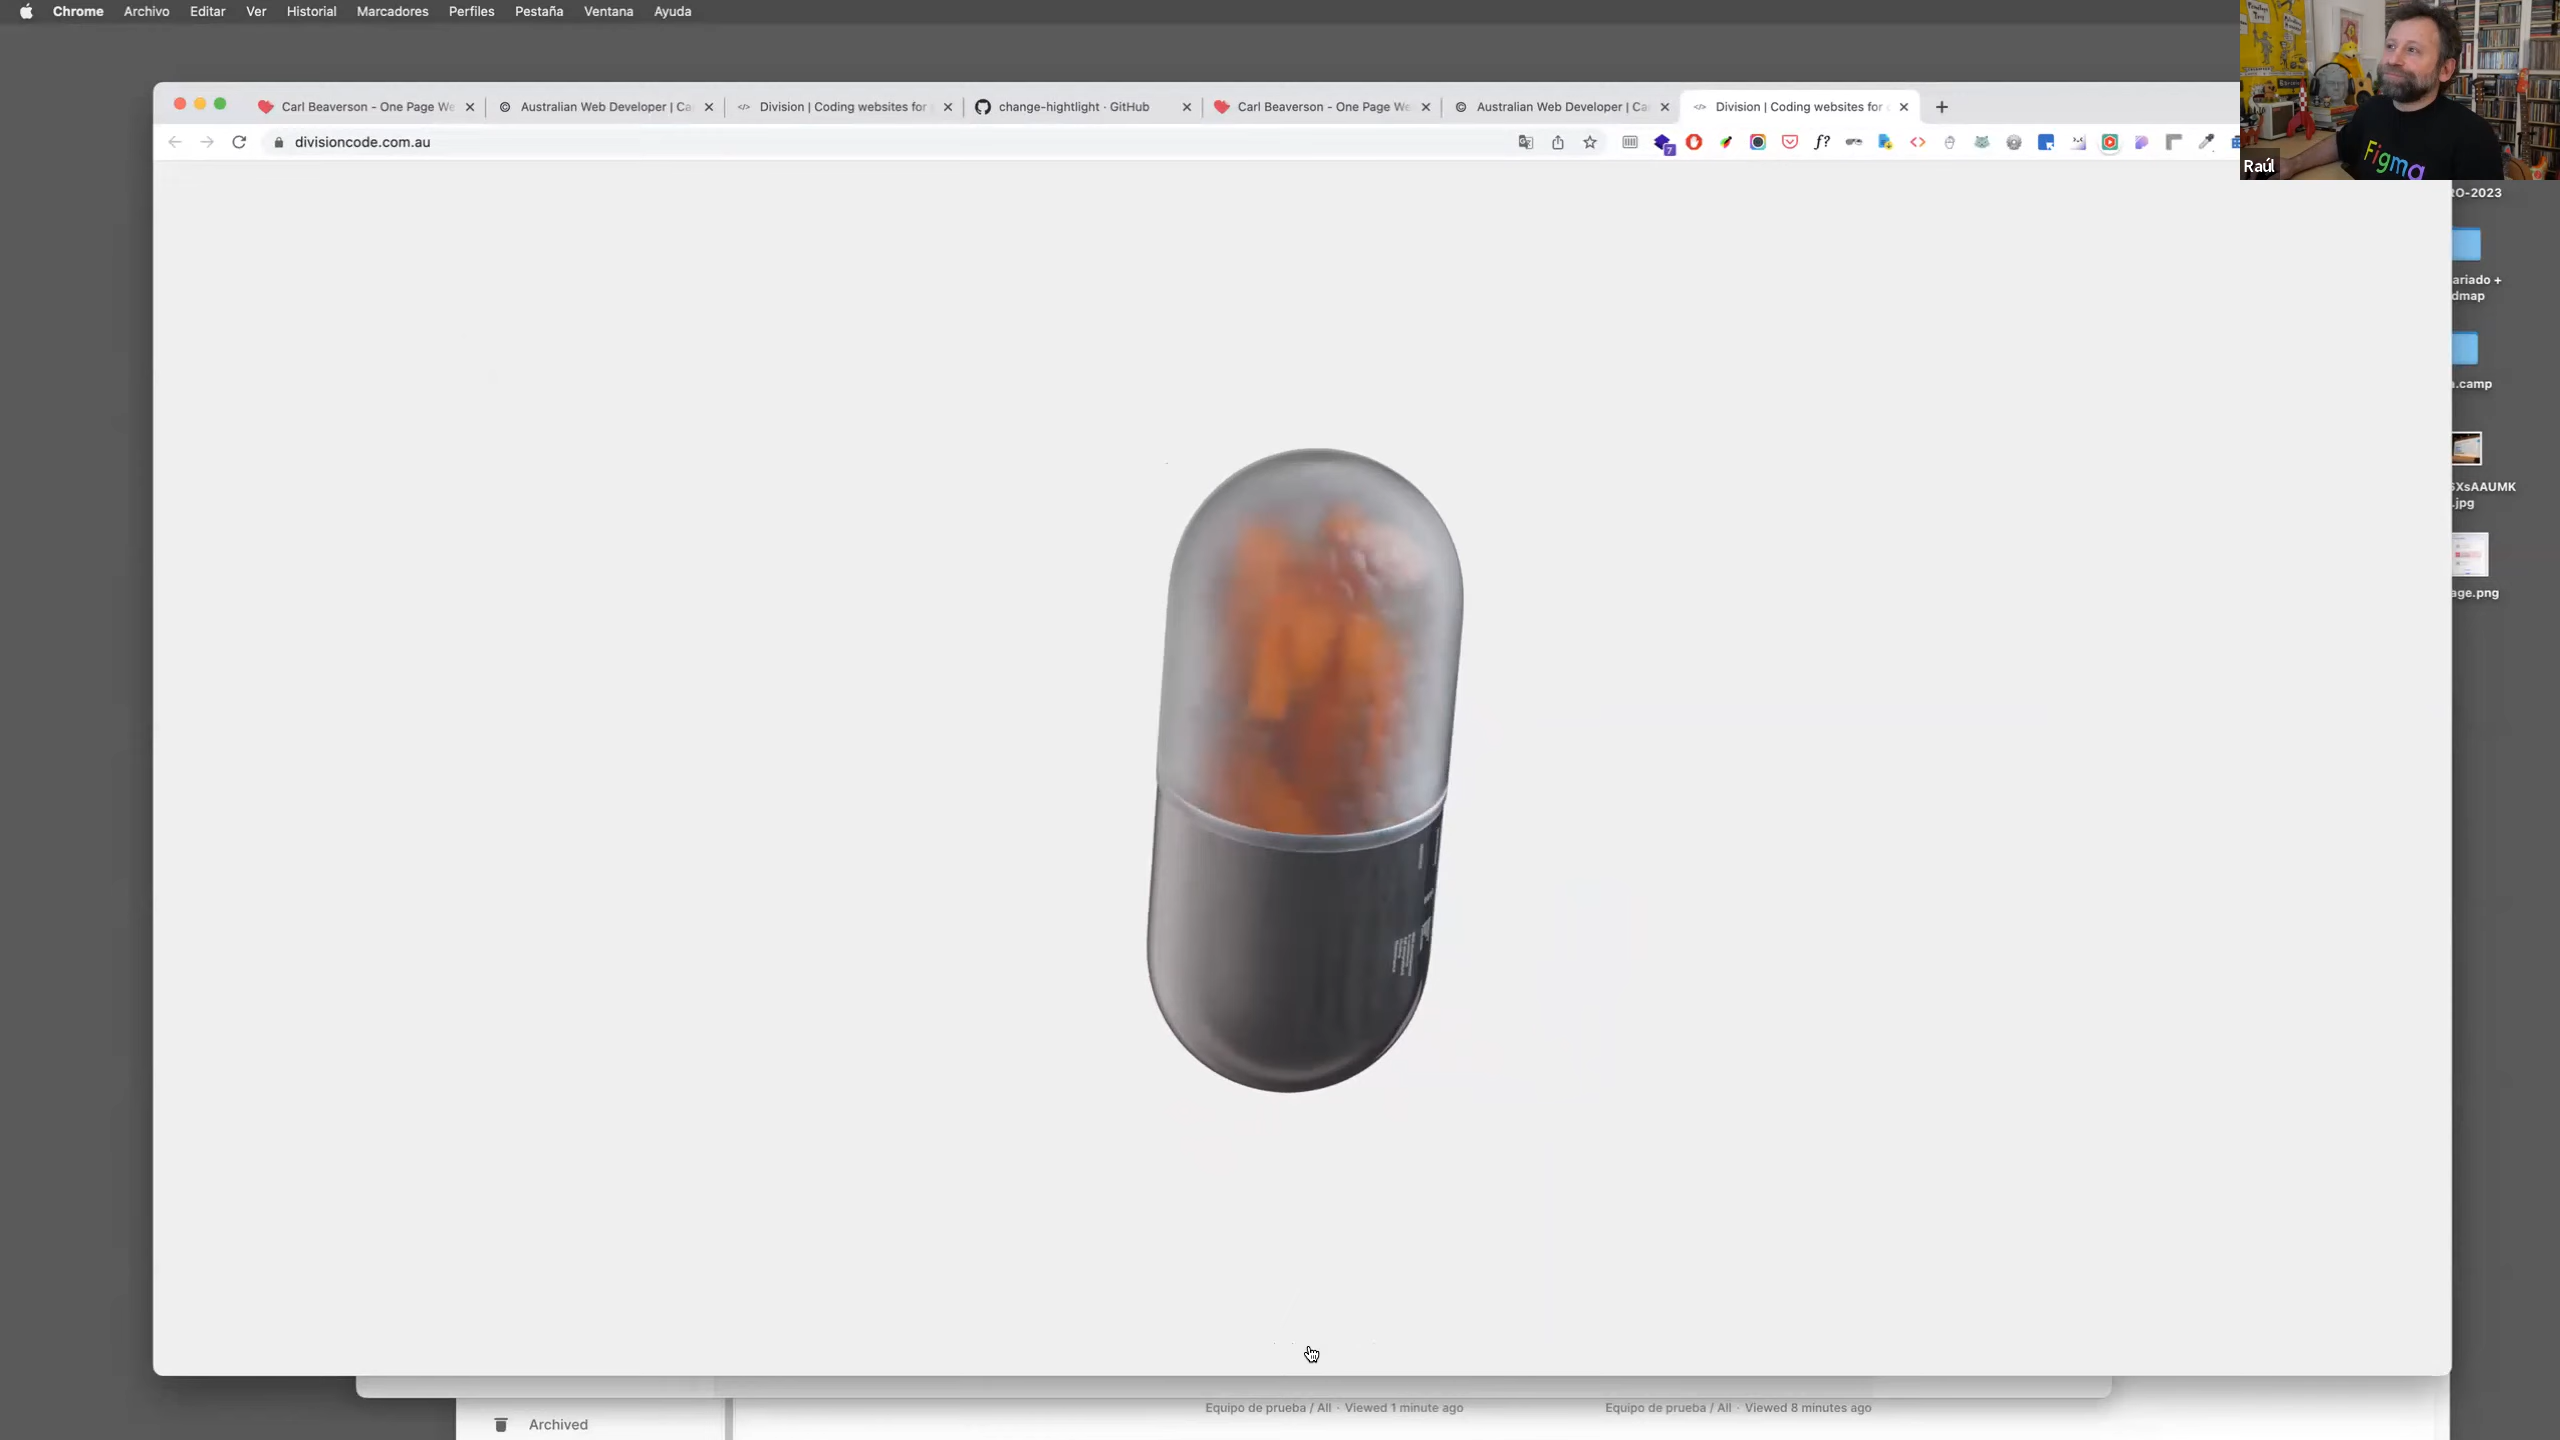 Chrome Archivo Editar Ver Historial Marcadores Perfiles Pestaña Ventana Ayuda
Carl Beaverson - One Page We
Australian Web Developer | Ca
Division | Coding websites for
change-hightlight · GitHub
Carl Beaverson - One Page We
Australian Web Developer | Ca
Division | Coding websites for
divisioncode.com.au
7
f?
Figma
Raúl
RO-2023
ariado +
dmap
a.camp
SXsAAUMK
.jpg
age.png
Equipo de prueba / All · Viewed 1 minute ago
Equipo de prueba / All · Viewed 8 minutes ago
Archived